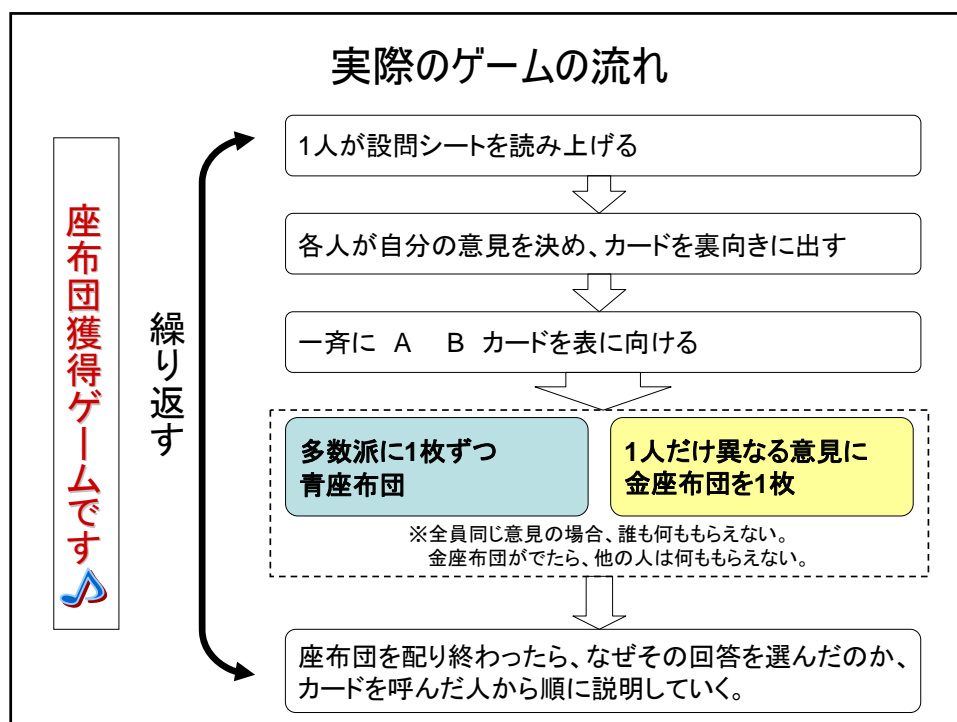 実際のゲームの流れ
座布団獲得ゲームです
繰り返す
1人が設問シートを読み上げる
各人が自分の意見を決め、カードを裏向きに出す
一斉に A B カードを表に向ける
多数派に1枚ずつ
青座布団
1人だけ異なる意見に
金座布団を1枚
※全員同じ意見の場合、誰も何ももらえない。
金座布団がでたら、他の人は何ももらえない。
座布団を配り終わったら、なぜその回答を選んだのか、
カードを呼んだ人から順に説明していく。